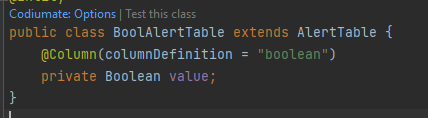 Codiumate: Options | Test this class
public class BoolAlertTable extends AlertTable {
@Column(columnDefinition = "boolean")
private Boolean value;
}